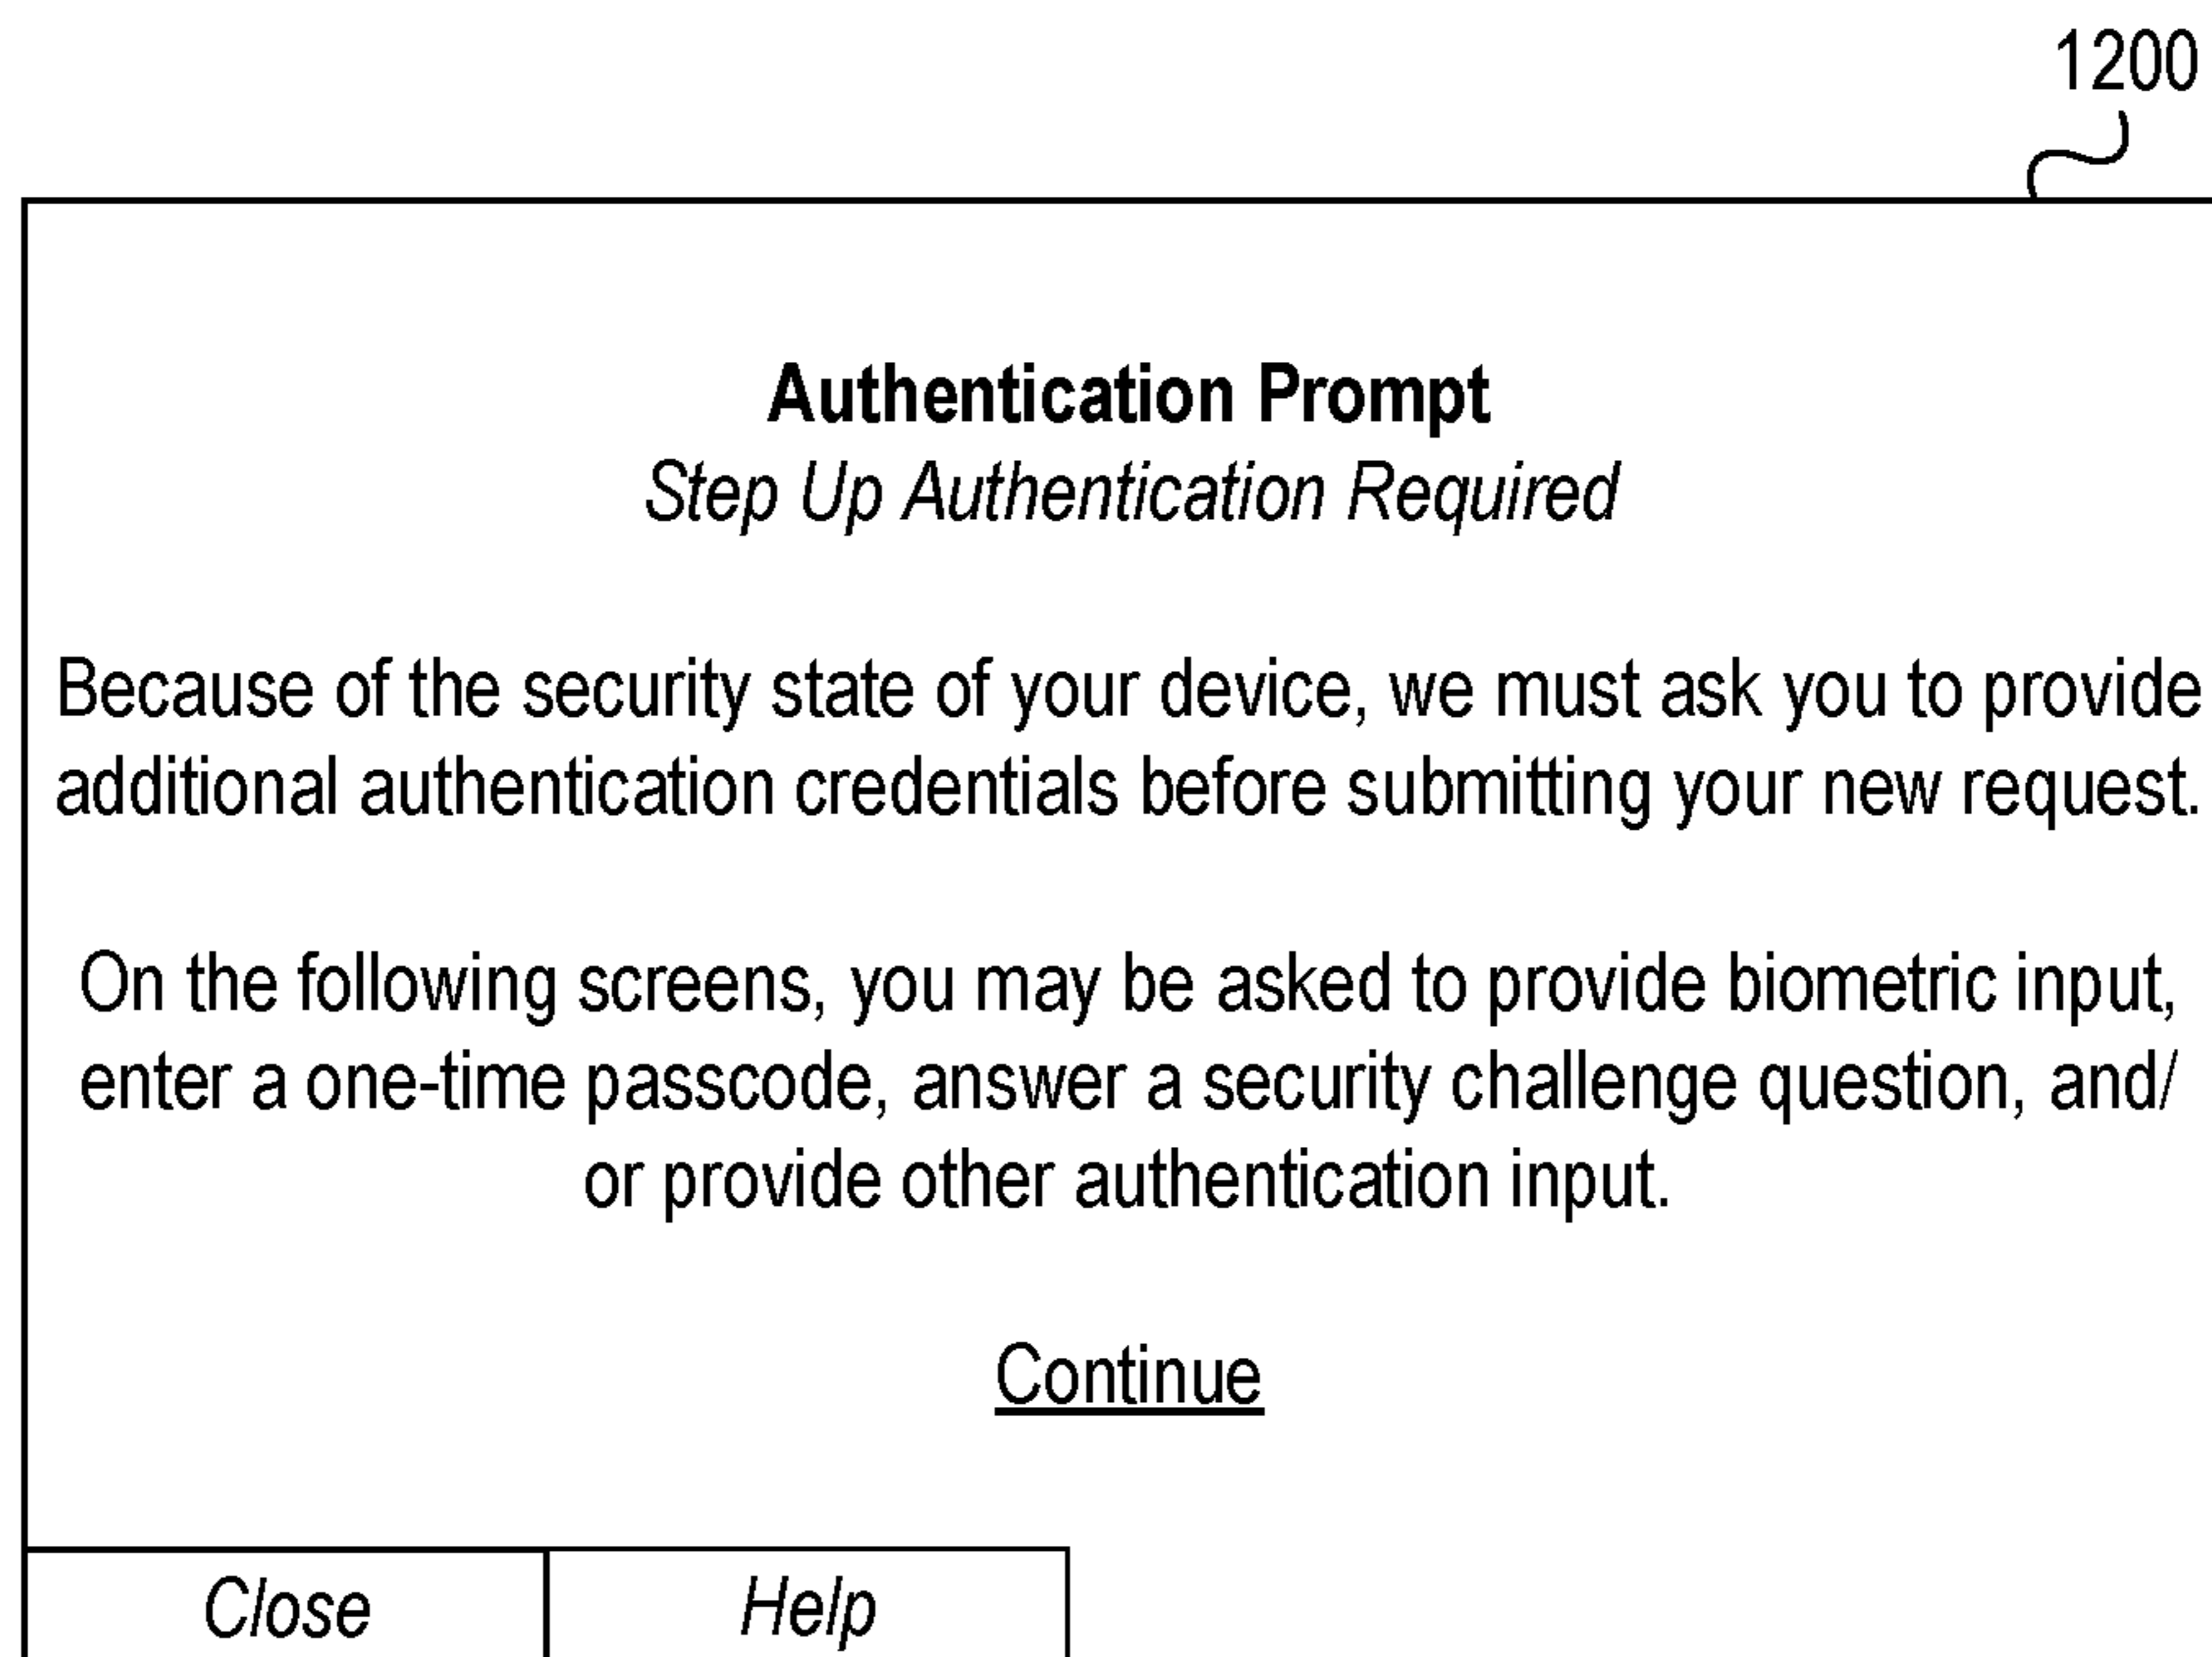 1200
Authentication Prompt
Step Up Authentication Required
Because of the security state of your device, we must ask you to provide
additional authentication credentials before submitting your new request.
On the following screens, you may be asked to provide biometric input,
enter a one-time passcode, answer a security challenge question, and/
or provide other authentication input.
Continue
Close
Help